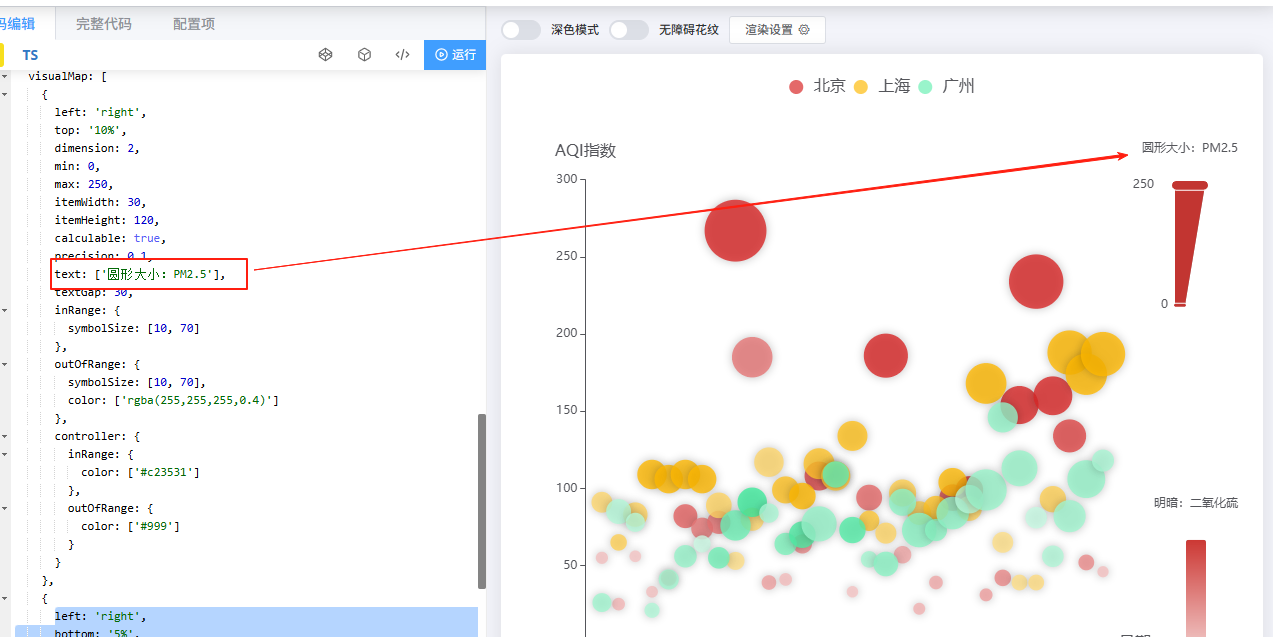 码编辑
完整代码
配置项
深色模式
无障碍花纹
渲染设置
TS
运行
visualMap: [
{
left: 'right',
top: '10%',
dimension: 2,
min: 0,
max: 250,
itemWidth: 30,
itemHeight: 120,
calculable: true,
precision: 0.1,
text: ['圆形大小：PM2.5'],
textGap: 30,
inRange: {
symbolSize: [10, 70]
},
outOfRange: {
symbolSize: [10, 70],
color: ['rgba(255,255,255,0.4)']
},
controller: {
inRange: {
color: ['#c23531']
},
outOfRange: {
color: ['#999']
}
}
},
{
left: 'right',
bottom: '5%',
北京
上海
广州
AQI指数
圆形大小：PM2.5
300
250
200
150
100
50
250
0
明暗：二氧化硫